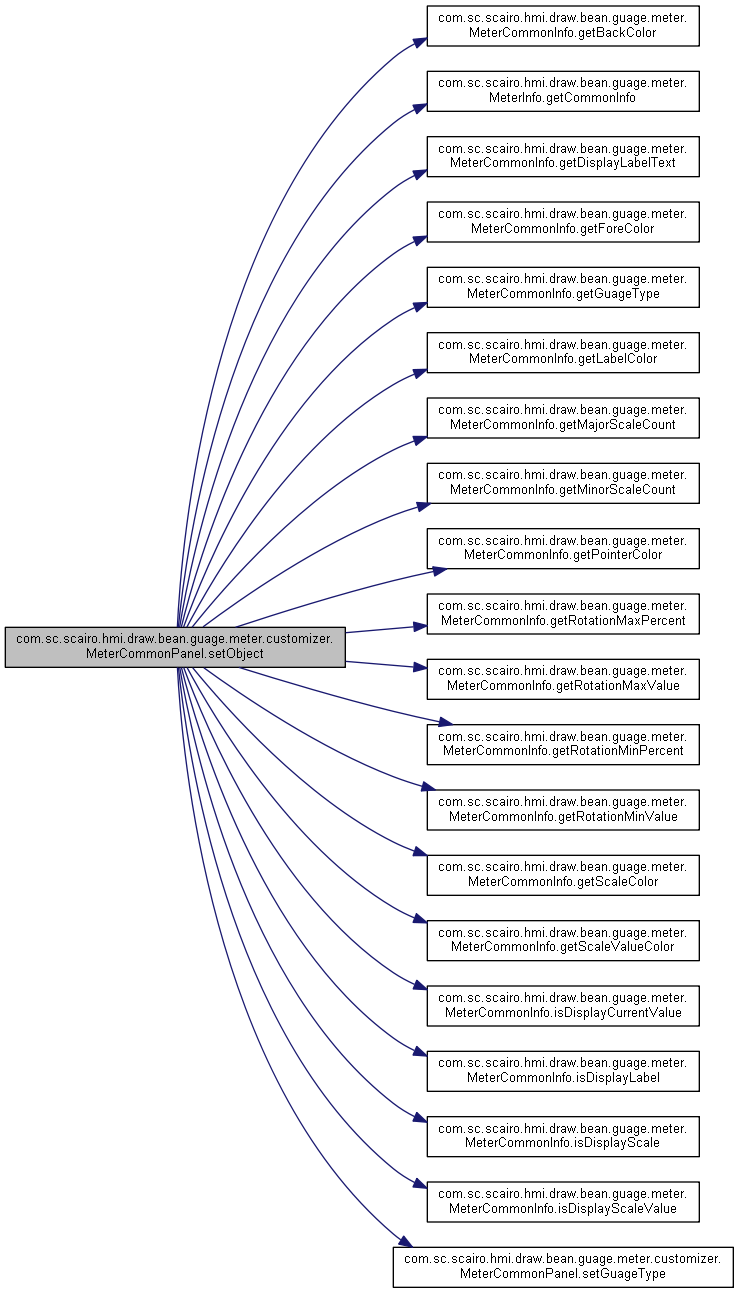 com.sc.scairo.hmi.draw.bean.guage.meter.
MeterCommonInfo.getBackColor
com.sc.scairo.hmi.draw.bean.guage.meter.
MeterInfo.getCommonInfo
com.sc.scairo.hmi.draw.bean.guage.meter.
MeterCommonInfo.getDisplayLabelText
com.sc.scairo.hmi.draw.bean.guage.meter.
MeterCommonInfo.getForeColor
com.sc.scairo.hmi.draw.bean.guage.meter.
MeterCommonInfo.getGuageType
com.sc.scairo.hmi.draw.bean.guage.meter.
MeterCommonInfo.getLabelColor
com.sc.scairo.hmi.draw.bean.guage.meter.
MeterCommonInfo.getMajorScaleCount
com.sc.scairo.hmi.draw.bean.guage.meter.
MeterCommonInfo.getMinorScaleCount
com.sc.scairo.hmi.draw.bean.guage.meter.
MeterCommonInfo.getPointerColor
com.sc.scairo.hmi.draw.bean.guage.meter.
MeterCommonInfo.getRotationMaxPercent
com.sc.scairo.hmi.draw.bean.guage.meter.customizer.
MeterCommonPanel.setObject
com.sc.scairo.hmi.draw.bean.guage.meter.
MeterCommonInfo.getRotationMaxValue
com.sc.scairo.hmi.draw.bean.guage.meter.
MeterCommonInfo.getRotationMinPercent
com.sc.scairo.hmi.draw.bean.guage.meter.
MeterCommonInfo.getRotationMinValue
com.sc.scairo.hmi.draw.bean.guage.meter.
MeterCommonInfo.getScaleColor
com.sc.scairo.hmi.draw.bean.guage.meter.
MeterCommonInfo.getScaleValueColor
com.sc.scairo.hmi.draw.bean.guage.meter.
MeterCommonInfo.isDisplayCurrentValue
com.sc.scairo.hmi.draw.bean.guage.meter.
MeterCommonInfo.isDisplayLabel
com.sc.scairo.hmi.draw.bean.guage.meter.
MeterCommonInfo.isDisplayScale
com.sc.scairo.hmi.draw.bean.guage.meter.
MeterCommonInfo.isDisplayScaleValue
com.sc.scairo.hmi.draw.bean.guage.meter.customizer.
MeterCommonPanel.setGuageType